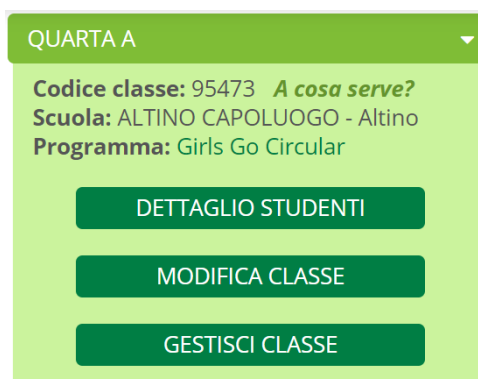 QUARTA A
Codice classe: 95473 A cosa serve?
Scuola: ALTINO CAPOLUOGO - Altino
Programma: Girls Go Circular
DETTAGLIO STUDENTI
MODIFICA CLASSE
GESTISCI CLASSE